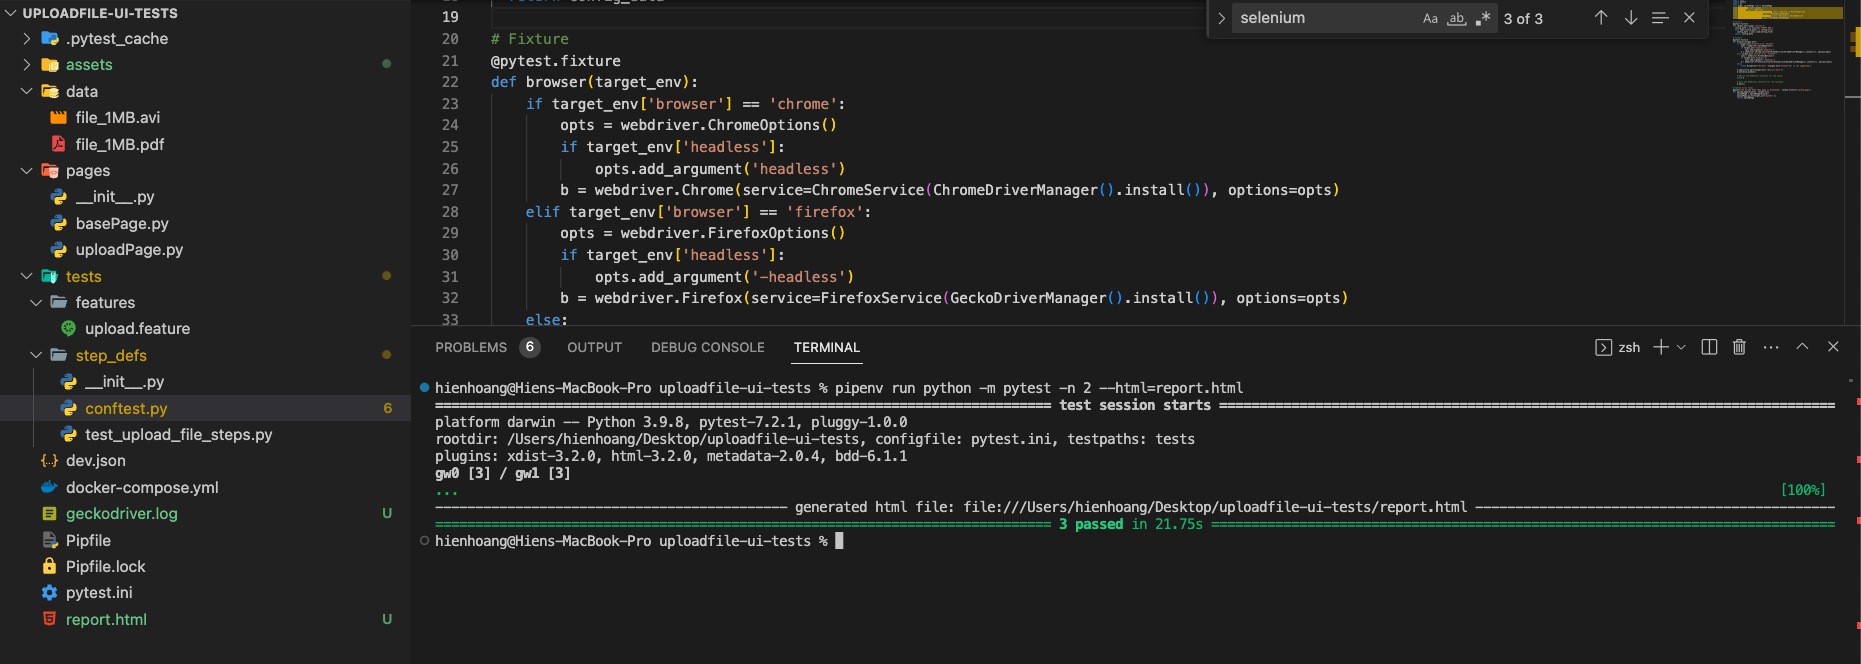 UPLOADFILE-UI-TESTS
.pytest_cache
assets
data
file_1MB.avi
file_1MB.pdf
pages
__init__.py
basePage.py
uploadPage.py
tests
features
upload.feature
step_defs
__init__.py
conftest.py 6
test_upload_file_steps.py
dev.json
docker-compose.yml
geckodriver.log U
Pipfile
Pipfile.lock
pytest.ini
report.html U
selenium Aa ab .* 3 of 3
19
20 # Fixture
21 @pytest.fixture
22 def browser(target_env):
23 if target_env['browser'] == 'chrome':
24 opts = webdriver.ChromeOptions()
25 if target_env['headless']:
26 opts.add_argument('headless')
27 b = webdriver.Chrome(service=ChromeService(ChromeDriverManager().install()), options=opts)
28 elif target_env['browser'] == 'firefox':
29 opts = webdriver.FirefoxOptions()
30 if target_env['headless']:
31 opts.add_argument('-headless')
32 b = webdriver.Firefox(service=FirefoxService(GeckoDriverManager().install()), options=opts)
33 else:
PROBLEMS 6 OUTPUT DEBUG CONSOLE TERMINAL zsh
hienhoang@Hiens-MacBook-Pro uploadfile-ui-tests % pipenv run python -m pytest -n 2 --html=report.html
test session starts
platform darwin -- Python 3.9.8, pytest-7.2.1, pluggy-1.0.0
rootdir: /Users/hienhoang/Desktop/uploadfile-ui-tests, configfile: pytest.ini, testpaths: tests
plugins: xdist-3.2.0, html-3.2.0, metadata-2.0.4, bdd-6.1.1
gw0 [3] / gw1 [3]
... [100%]
generated html file: file:///Users/hienhoang/Desktop/uploadfile-ui-tests/report.html
3 passed in 21.75s
hienhoang@Hiens-MacBook-Pro uploadfile-ui-tests %